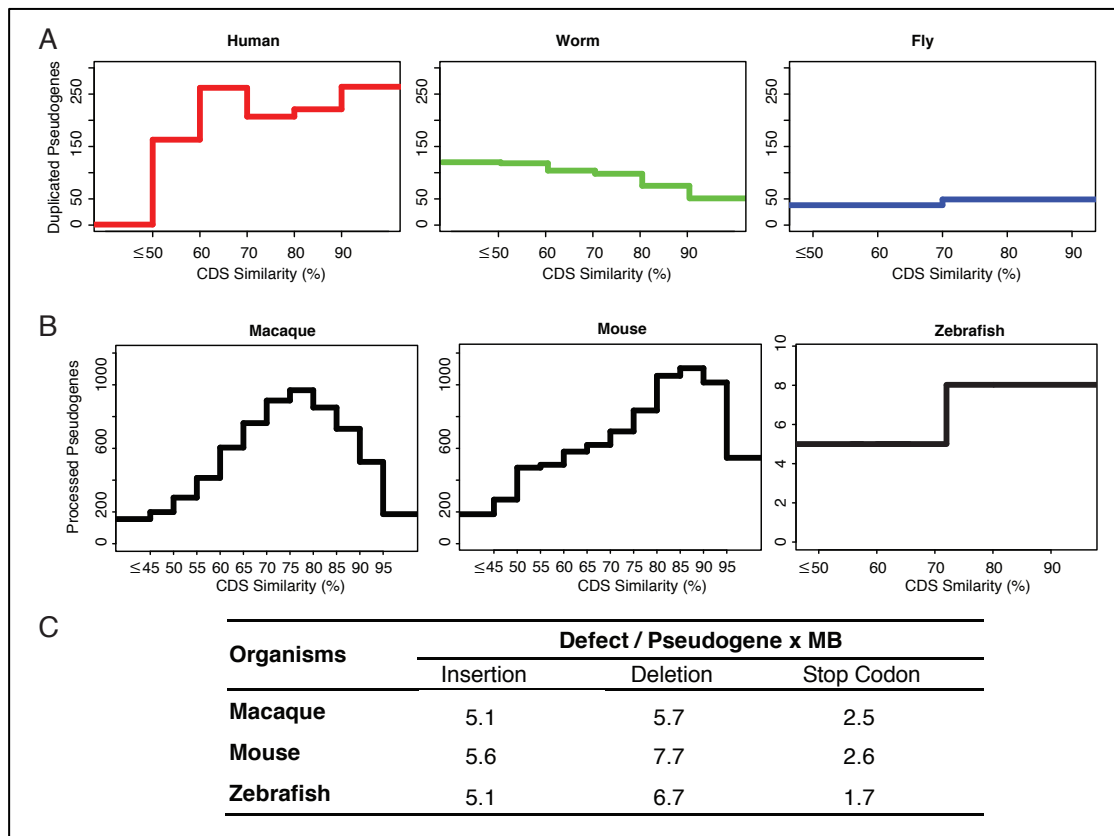 A
Human
Worm
Fly
Duplicated Pseudogenes
0 50 150 250
0 50 150 250
0 50 150 250
≤50 60 70 80 90
≤50 60 70 80 90
≤50 60 70 80 90
CDS Similarity (%)
CDS Similarity (%)
CDS Similarity (%)
B
Macaque
Mouse
Zebrafish
Processed Pseudogenes
0 200 600 1000
0 200 600 1000
0 2 4 6 8 10
≤45 50 55 60 65 70 75 80 85 90 95
≤45 50 55 60 65 70 75 80 85 90 95
≤50 60 70 80 90
CDS Similarity (%)
CDS Similarity (%)
CDS Similarity (%)
C
Organisms
Defect / Pseudogene x MB
Insertion Deletion Stop Codon
Macaque 5.1 5.7 2.5
Mouse 5.6 7.7 2.6
Zebrafish 5.1 6.7 1.7